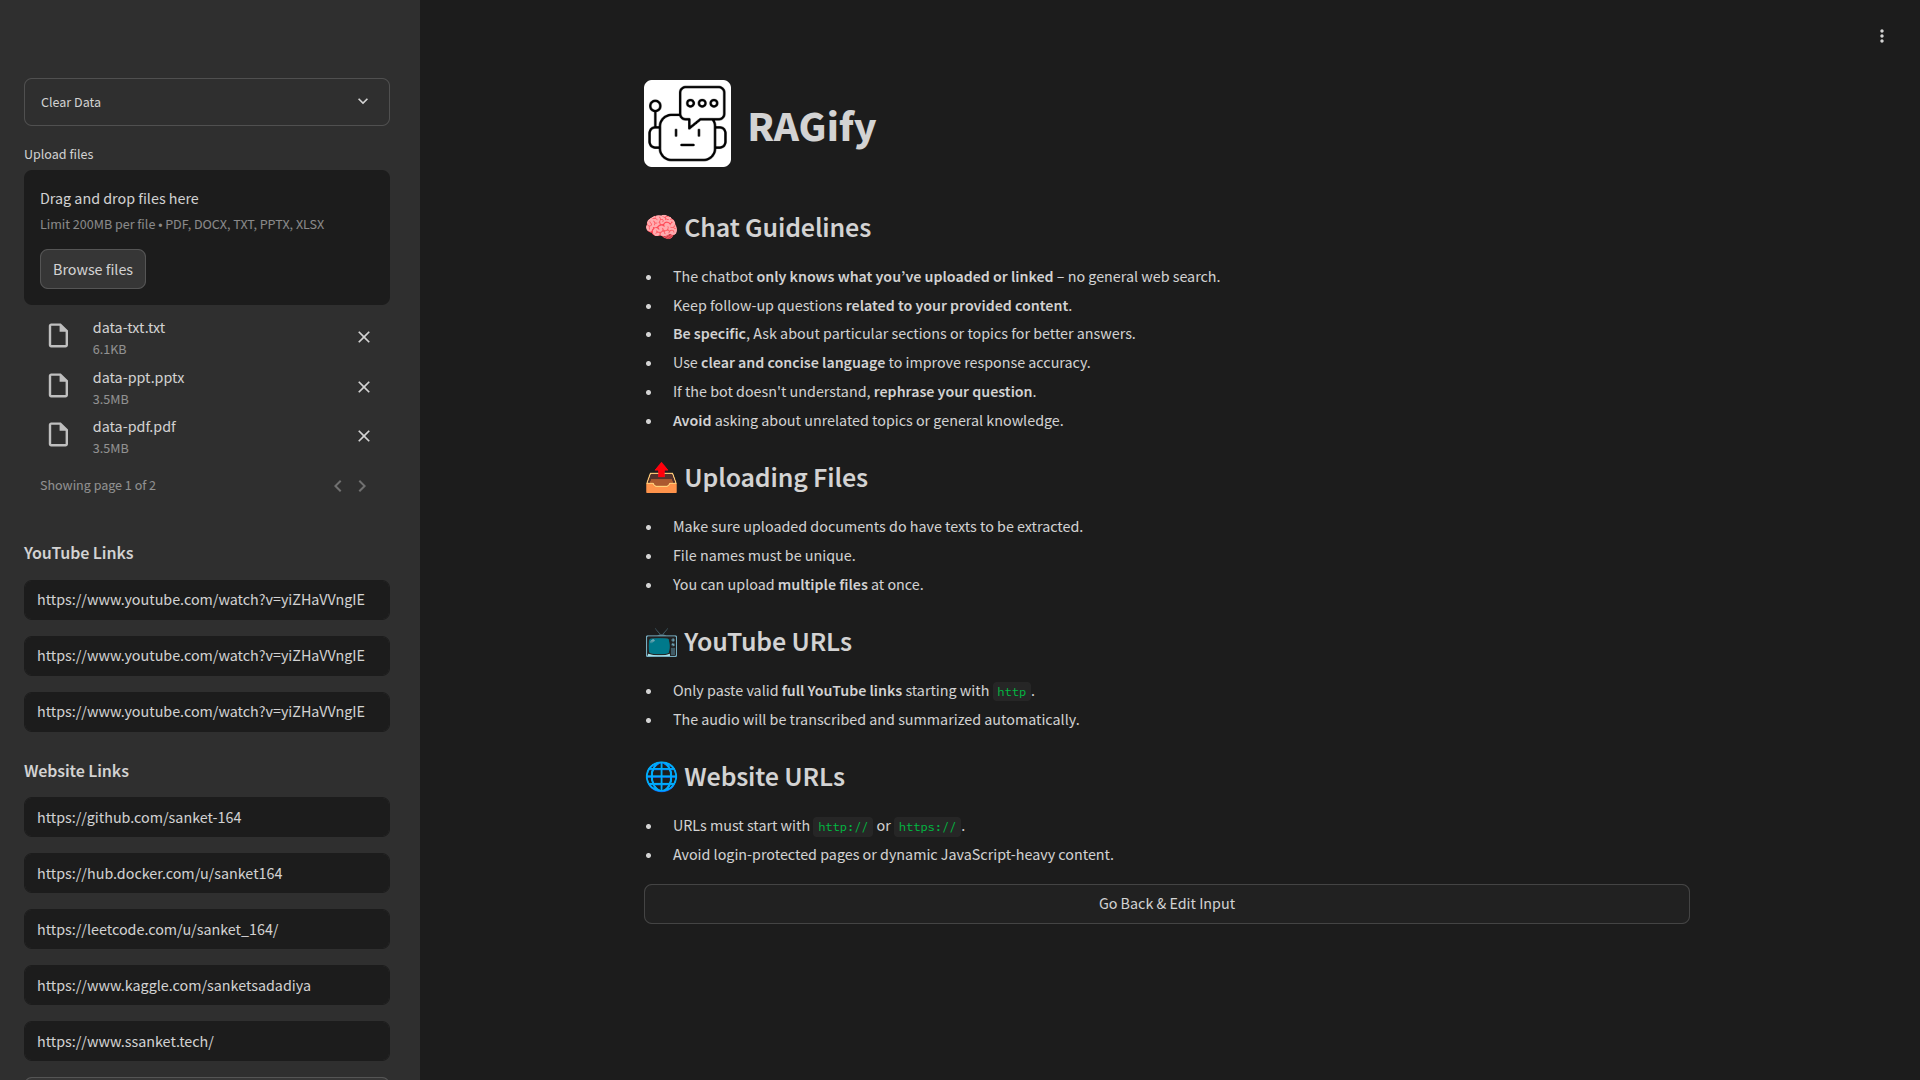 Clear Data
Upload files
Drag and drop files here
Limit 200MB per file • PDF, DOCX, TXT, PPTX, XLSX
Browse files
data-txt.txt
6.1KB
data-ppt.pptx
3.5MB
data-pdf.pdf
3.5MB
Showing page 1 of 2
YouTube Links
https://www.youtube.com/watch?v=yiZHaVVngIE
https://www.youtube.com/watch?v=yiZHaVVngIE
https://www.youtube.com/watch?v=yiZHaVVngIE
Website Links
https://github.com/sanket-164
https://hub.docker.com/u/sanket164
https://leetcode.com/u/sanket_164/
https://www.kaggle.com/sanketsadadiya
https://www.ssanket.tech/
RAGify
Chat Guidelines
• The chatbot only knows what you’ve uploaded or linked – no general web search.
• Keep follow-up questions related to your provided content.
• Be specific, Ask about particular sections or topics for better answers.
• Use clear and concise language to improve response accuracy.
• If the bot doesn't understand, rephrase your question.
• Avoid asking about unrelated topics or general knowledge.
Uploading Files
• Make sure uploaded documents do have texts to be extracted.
• File names must be unique.
• You can upload multiple files at once.
YouTube URLs
• Only paste valid full YouTube links starting with http .
• The audio will be transcribed and summarized automatically.
Website URLs
• URLs must start with http:// or https:// .
• Avoid login-protected pages or dynamic JavaScript-heavy content.
Go Back & Edit Input